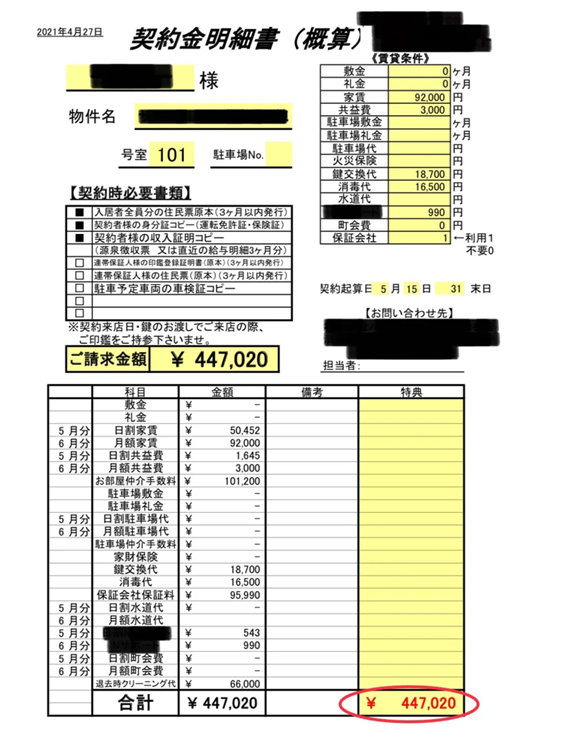 2021年4月27日
契約金明細書（概算）
様
物件名
号室 101 駐車場No.
《賃貸条件》
敷金 0 ヶ月
礼金 0 ヶ月
家賃 92,000 円
共益費 3,000 円
駐車場敷金 ヶ月
駐車場礼金 ヶ月
駐車場代 円
火災保険 円
鍵交換代 18,700 円
消毒代 16,500 円
水道代 円
990 円
町会費 0 円
保証会社 1 ←利用1
不要0
【契約時必要書類】
■ 入居者全員分の住民票原本(3ヶ月以内発行)
■ 契約者様の身分証コピー(運転免許証・保険証)
■ 契約者様の収入証明コピー
(源泉徴収票 又は直近の給与明細3ヶ月分)
□ 連帯保証人様の印鑑登録証明書(原本)(3ヶ月以内発行)
□ 連帯保証人様の住民票(原本)(3ヶ月以内発行)
□ 駐車予定車両の車検証コピー
□
□
※契約来店日・鍵のお渡しでご来店の際、
ご印鑑をご持参下さいませ。
契約起算日 5 月 15 日 31 末日
【お問い合わせ先】
担当者:
ご請求金額 ¥ 447,020
科目 金額 備考 特典
敷金 ¥ -
礼金 ¥ -
5 月分 日割家賃 ¥ 50,452
6 月分 月額家賃 ¥ 92,000
5 月分 日割共益費 ¥ 1,645
6 月分 月額共益費 ¥ 3,000
お部屋仲介手数料 ¥ 101,200
駐車場敷金 ¥ -
駐車場礼金 ¥ -
5 月分 日割駐車場代 ¥ -
6 月分 月額駐車場代 ¥ -
駐車場仲介手数料 ¥ -
家財保険 ¥ -
鍵交換代 ¥ 18,700
消毒代 ¥ 16,500
保証会社保証料 ¥ 95,990
5 月分 日割水道代 ¥ -
6 月分 月額水道代
5 月分 ¥ 543
6 月分 ¥ 990
5 月分 日割町会費 ¥ -
6 月分 月額町会費 ¥ -
退去時クリーニング代 ¥ 66,000
合計 ¥ 447,020 ¥ 447,020